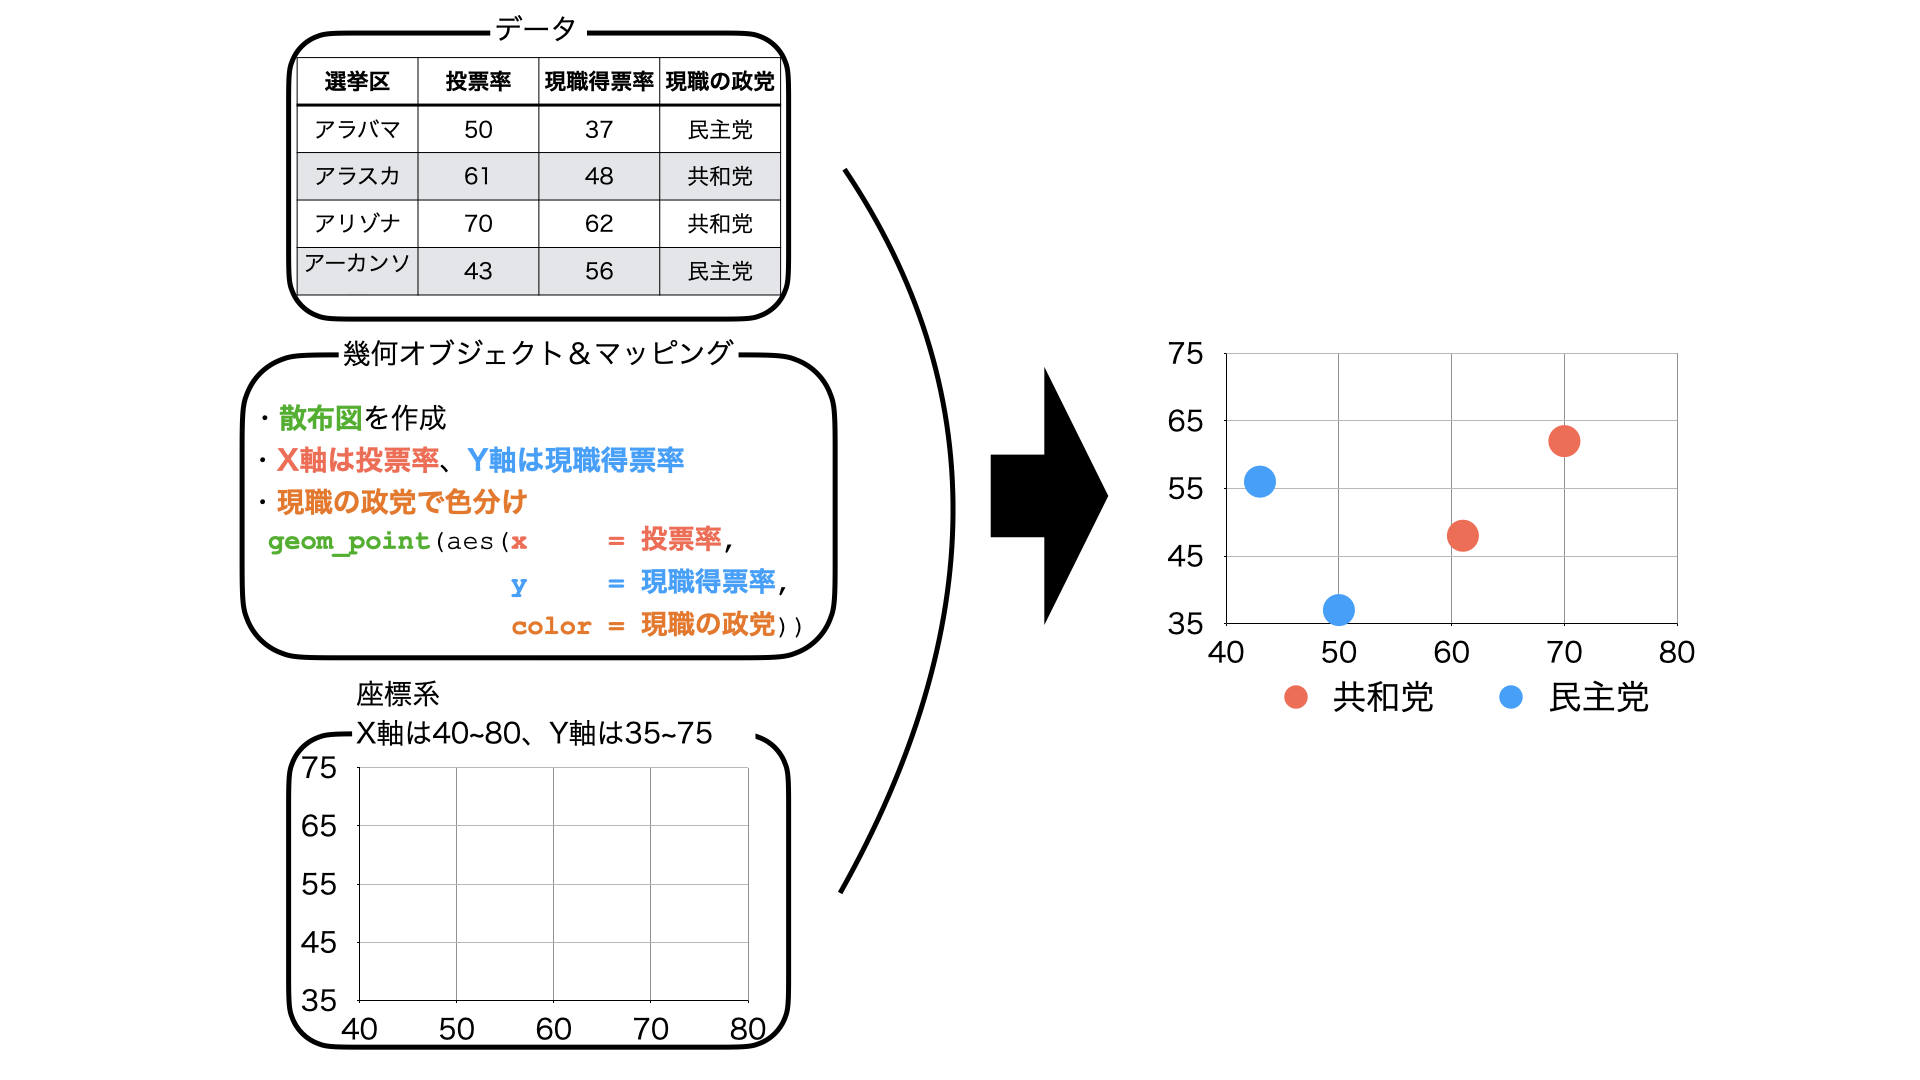 データ
選挙区 投票率 現職得票率 現職の政党
アラバマ 50 37 民主党
アラスカ 61 48 共和党
アリゾナ 70 62 共和党
アーカンソ 43 56 民主党
幾何オブジェクト＆マッピング
・散布図を作成
・X軸は投票率、Y軸は現職得票率
・現職の政党で色分け
geom_point(aes(x = 投票率,
y = 現職得票率,
color = 現職の政党))
座標系
X軸は40~80、Y軸は35~75
75
65
55
45
35
40 50 60 70 80
75
65
55
45
35
40 50 60 70 80
共和党 民主党